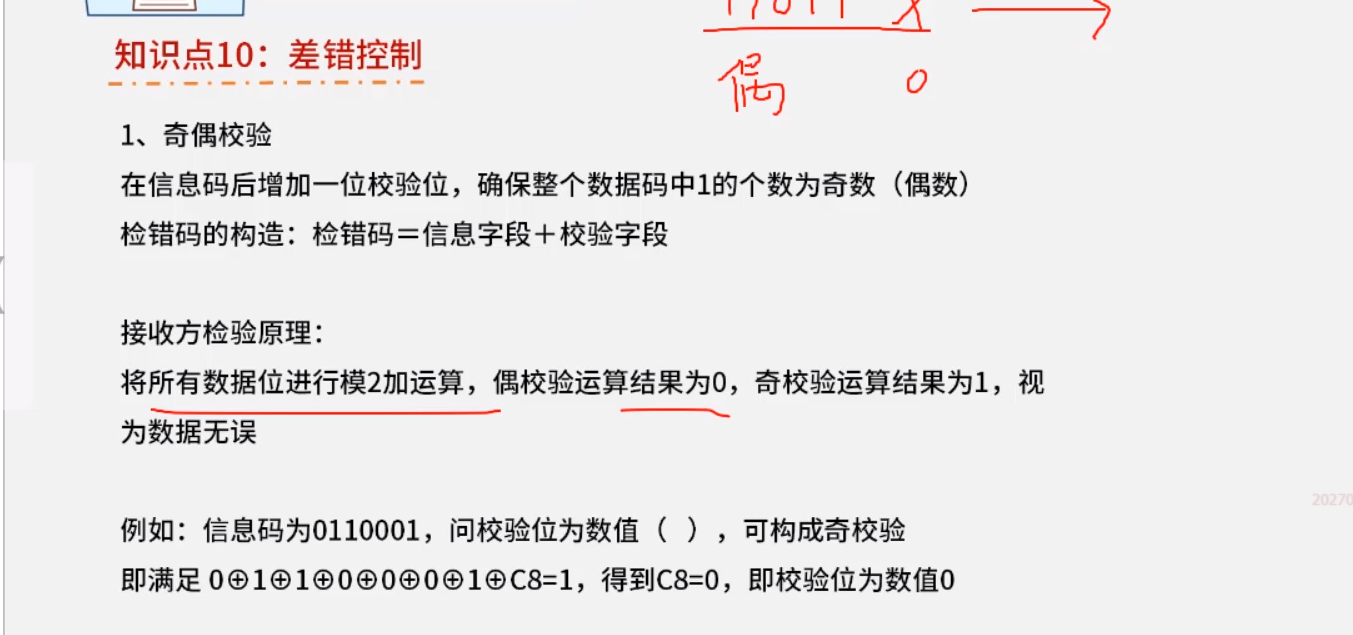 知识点10：差错控制
偶 0
1、奇偶校验
在信息码后增加一位校验位，确保整个数据码中1的个数为奇数（偶数）
检错码的构造：检错码＝信息字段＋校验字段
接收方检验原理：
将所有数据位进行模2加运算，偶校验运算结果为0，奇校验运算结果为1，视
为数据无误
20270
例如：信息码为0110001，问校验位为数值（ ），可构成奇校验
即满足 0⊕1⊕1⊕0⊕0⊕0⊕1⊕C8=1，得到C8=0，即校验位为数值0